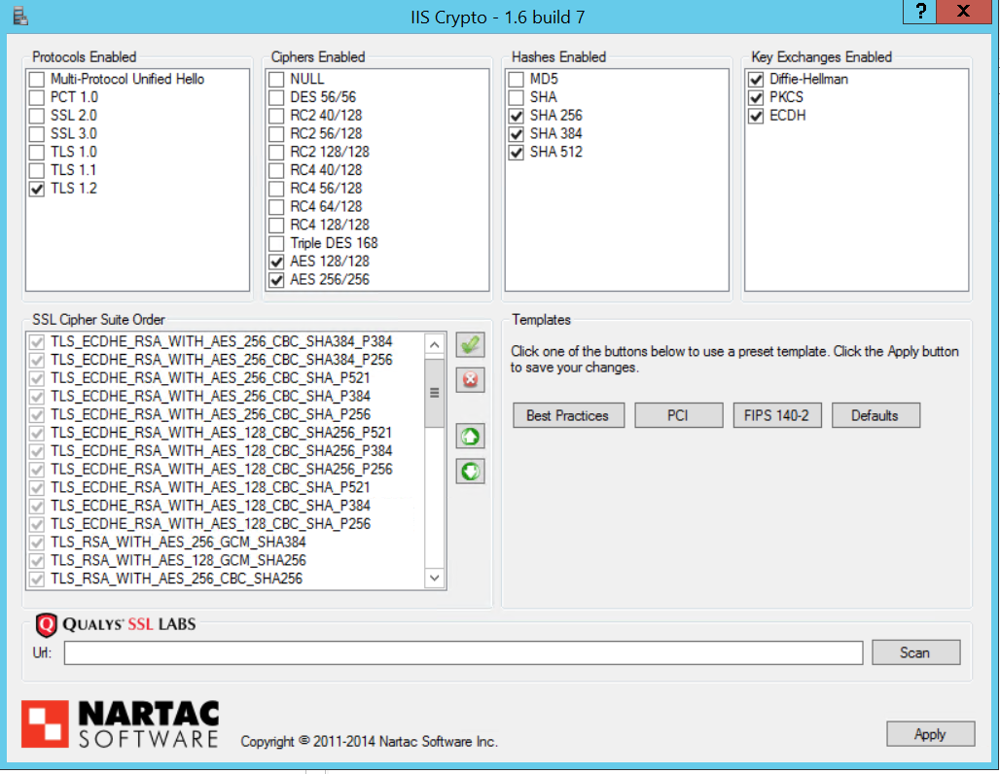 IIS Crypto - 1.6 build 7
?
X
Protocols Enabled
Multi-Protocol Unified Hello
PCT 1.0
SSL 2.0
SSL 3.0
TLS 1.0
TLS 1.1
TLS 1.2
Ciphers Enabled
NULL
DES 56/56
RC2 40/128
RC2 56/128
RC2 128/128
RC4 40/128
RC4 56/128
RC4 64/128
RC4 128/128
Triple DES 168
AES 128/128
AES 256/256
Hashes Enabled
MD5
SHA
SHA 256
SHA 384
SHA 512
Key Exchanges Enabled
Diffie-Hellman
PKCS
ECDH
SSL Cipher Suite Order
TLS_ECDHE_RSA_WITH_AES_256_CBC_SHA384_P384
TLS_ECDHE_RSA_WITH_AES_256_CBC_SHA384_P256
TLS_ECDHE_RSA_WITH_AES_256_CBC_SHA_P521
TLS_ECDHE_RSA_WITH_AES_256_CBC_SHA_P384
TLS_ECDHE_RSA_WITH_AES_256_CBC_SHA_P256
TLS_ECDHE_RSA_WITH_AES_128_CBC_SHA256_P521
TLS_ECDHE_RSA_WITH_AES_128_CBC_SHA256_P384
TLS_ECDHE_RSA_WITH_AES_128_CBC_SHA256_P256
TLS_ECDHE_RSA_WITH_AES_128_CBC_SHA_P521
TLS_ECDHE_RSA_WITH_AES_128_CBC_SHA_P384
TLS_ECDHE_RSA_WITH_AES_128_CBC_SHA_P256
TLS_RSA_WITH_AES_256_GCM_SHA384
TLS_RSA_WITH_AES_128_GCM_SHA256
TLS_RSA_WITH_AES_256_CBC_SHA256
Templates
Click one of the buttons below to use a preset template. Click the Apply button
to save your changes.
Best Practices
PCI
FIPS 140-2
Defaults
QUALYS' SSL LABS
Url:
Scan
NARTAC
SOFTWARE
Copyright © 2011-2014 Nartac Software Inc.
Apply